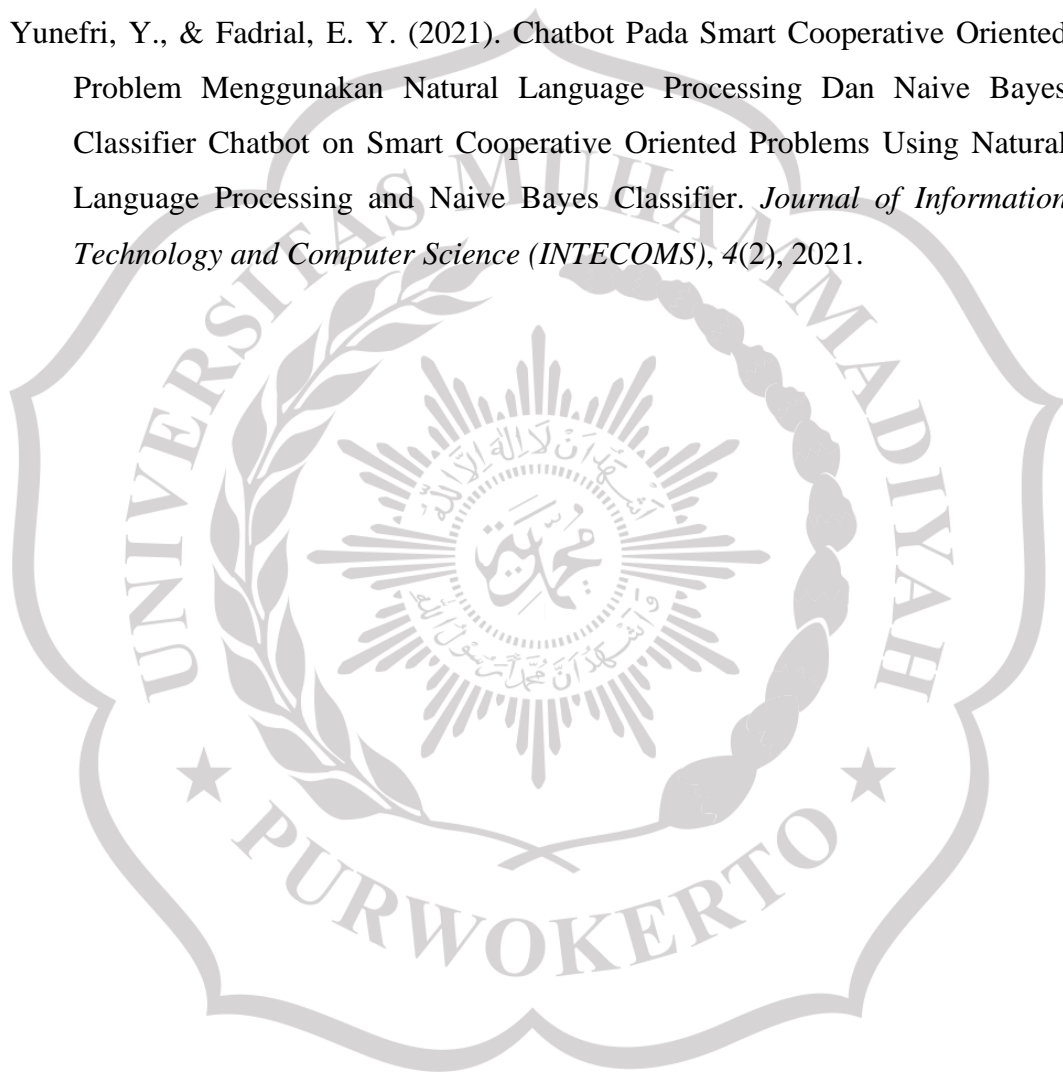 Yunefri, Y., & Fadrial, E. Y. (2021). Chatbot Pada Smart Cooperative Oriented
Problem Menggunakan Natural Language Processing Dan Naive Bayes
Classifier Chatbot on Smart Cooperative Oriented Problems Using Natural
Language Processing and Naive Bayes Classifier. Journal of Information
Technology and Computer Science (INTECOMS), 4(2), 2021.
UNIVERSITAS MUHAMMADIYAH
اَشْهَدُ اَنْ لَا اِلٰهَ اِلَّا اللّٰهُ
مُحَمَّدِيَّة
وَاَشْهَدُ اَنَّ مُحَمَّدًا رَسُوْلُ اللّٰهِ
PURWOKERTO